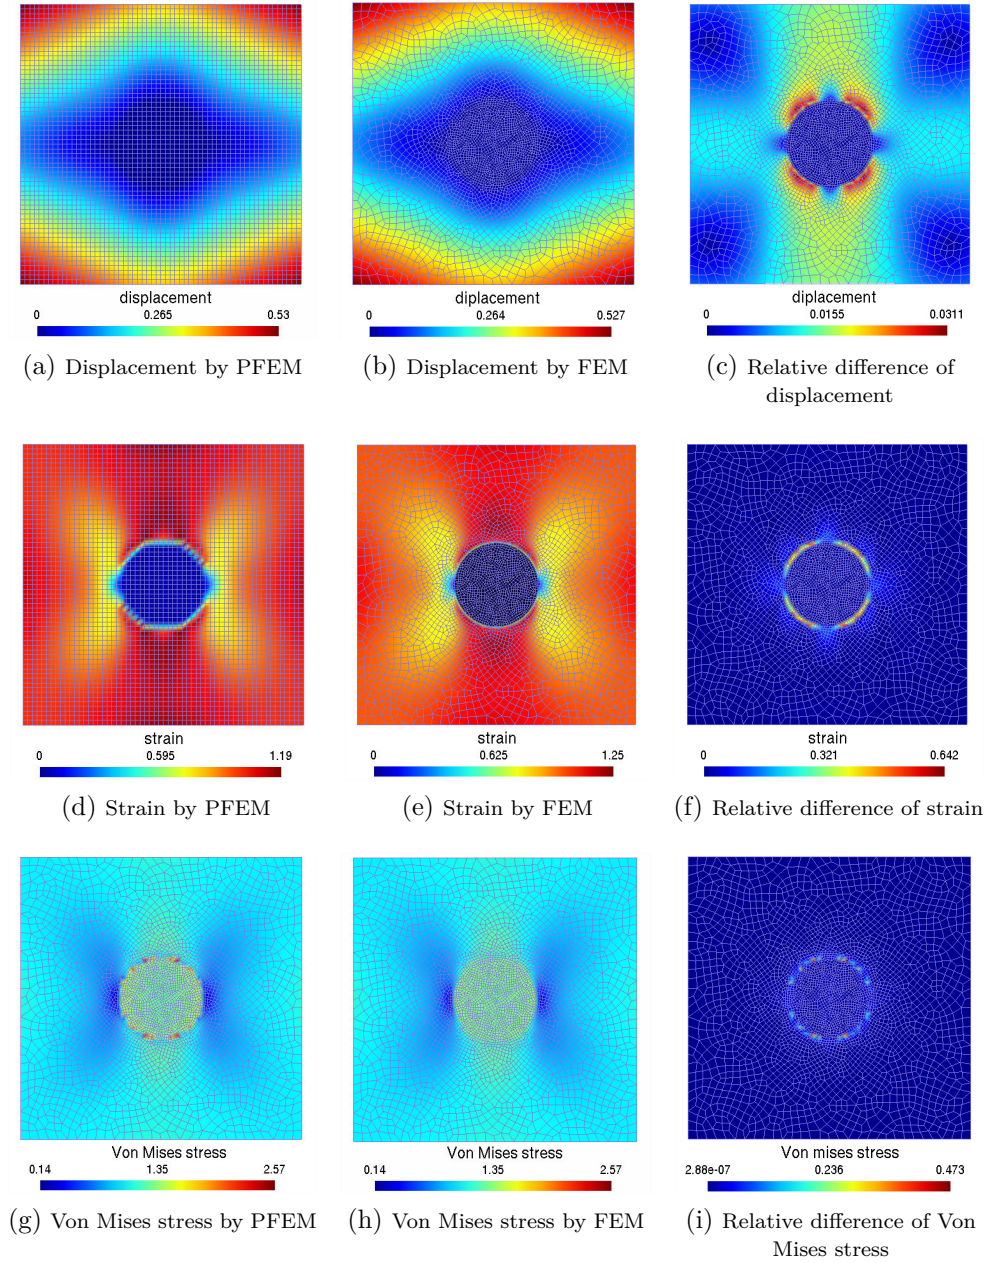 displacement
0 0.265 0.53
(a) Displacement by PFEM
diplacement
0 0.264 0.527
(b) Displacement by FEM
diplacement
0 0.0155 0.0311
(c) Relative difference of
displacement
strain
0 0.595 1.19
(d) Strain by PFEM
strain
0 0.625 1.25
(e) Strain by FEM
strain
0 0.321 0.642
(f) Relative difference of strain
Von Mises stress
0.14 1.35 2.57
(g) Von Mises stress by PFEM
Von Mises stress
0.14 1.35 2.57
(h) Von Mises stress by FEM
Von mises stress
2.88e-07 0.236 0.473
(i) Relative difference of Von
Mises stress